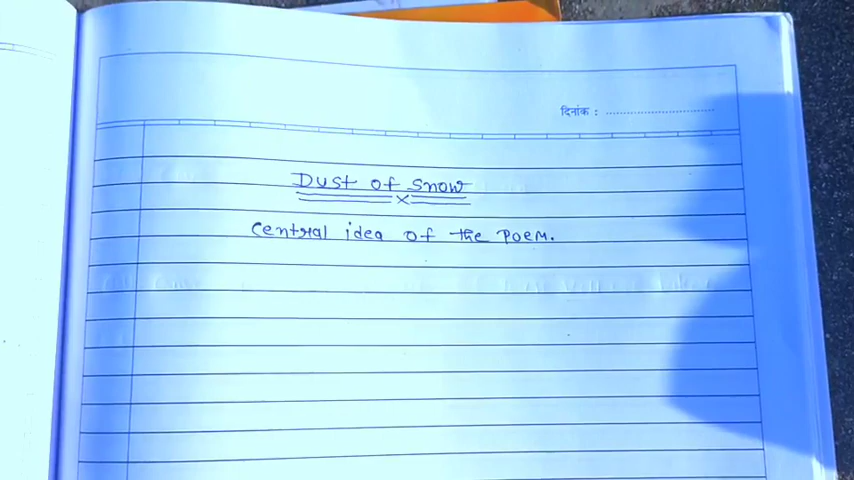 दिनांक : ....................................
Dust of Snow
x
Central idea of the Poem.